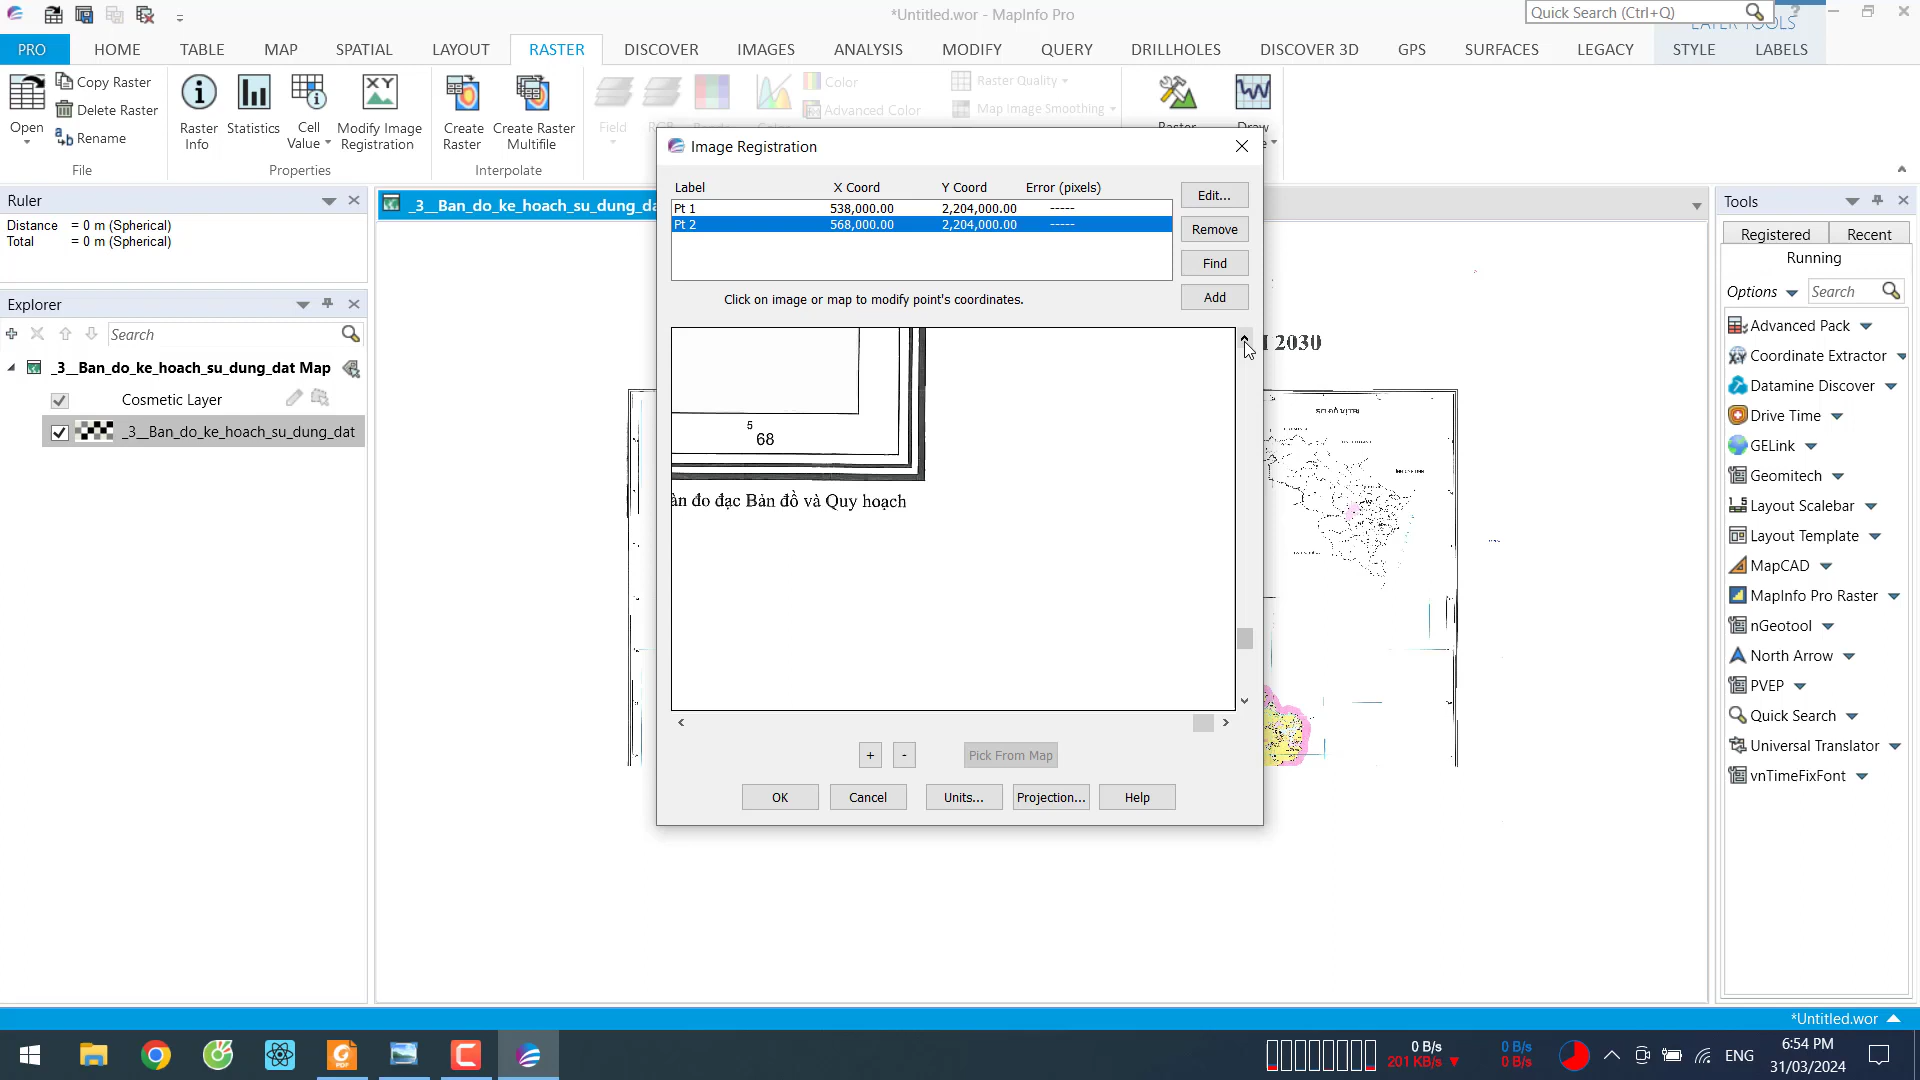 *Untitled.wor - MapInfo Pro
Quick Search (Ctrl+Q)
PRO HOME TABLE MAP SPATIAL LAYOUT RASTER DISCOVER IMAGES ANALYSIS MODIFY QUERY DRILLHOLES DISCOVER 3D GPS SURFACES LEGACY STYLE LABELS
Open
Copy Raster
Delete Raster
Rename
File
Raster Info
Statistics
Cell Value
Modify Image Registration
Properties
Create Raster
Create Raster Multifile
Interpolate
Field
Color
Advanced Color
Raster Quality
Map Image Smoothing
Ruler
Distance = 0 m (Spherical)
Total = 0 m (Spherical)
Explorer
Search
_3__Ban_do_ke_hoach_su_dung_dat Map
Cosmetic Layer
_3__Ban_do_ke_hoach_su_dung_dat
_3__Ban_do_ke_hoach_su_dung_da
Image Registration
Label X Coord Y Coord Error (pixels)
Pt 1 538,000.00 2,204,000.00 -----
Pt 2 568,000.00 2,204,000.00 -----
Edit...
Remove
Find
Add
Click on image or map to modify point's coordinates.
5
68
àn đo đạc Bản đồ và Quy hoạch
+ - Pick From Map
OK Cancel Units... Projection... Help
2030
Tools
Registered Recent
Running
Options Search
Advanced Pack
Coordinate Extractor
Datamine Discover
Drive Time
GELink
Geomitech
Layout Scalebar
Layout Template
MapCAD
MapInfo Pro Raster
nGeotool
North Arrow
PVEP
Quick Search
Universal Translator
vnTimeFixFont
*Untitled.wor
0 B/s
201 KB/s
0 B/s
0 B/s
ENG
6:54 PM
31/03/2024